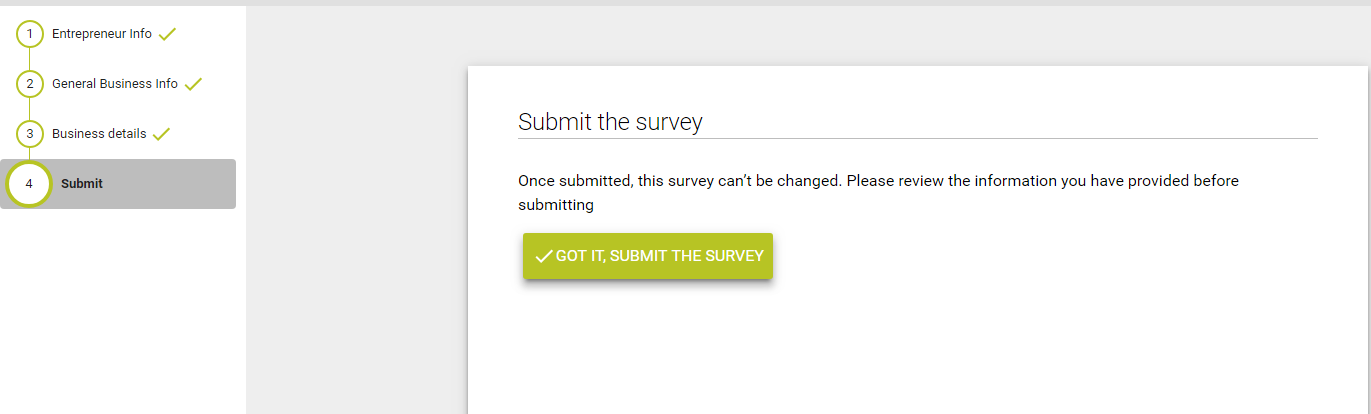 1 Entrepreneur Info
2 General Business Info
3 Business details
4 Submit
Submit the survey
Once submitted, this survey can’t be changed. Please review the information you have provided before
submitting
GOT IT, SUBMIT THE SURVEY